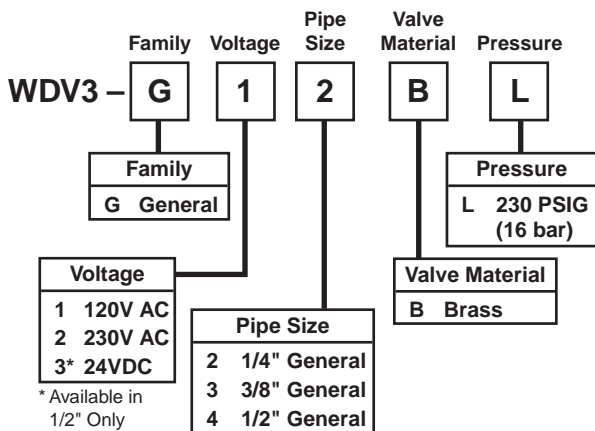 Family Voltage Pipe Size Valve Material Pressure
WDV3 – G 1 2 B L
Family
G General
Pressure
L 230 PSIG
(16 bar)
Voltage
1 120V AC
2 230V AC
3* 24VDC
* Available in
1/2" Only
Pipe Size
2 1/4" General
3 3/8" General
4 1/2" General
Valve Material
B Brass